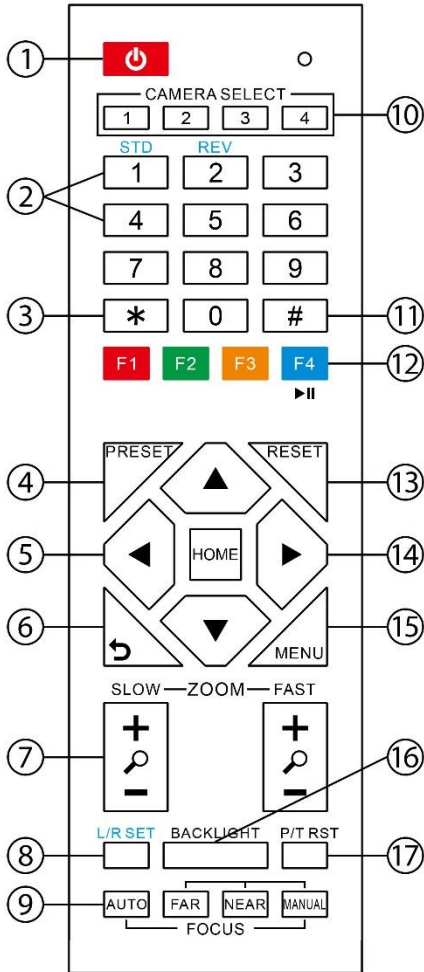 1
CAMERA SELECT
1 2 3 4
10
STD REV
2
1 2 3
4 5 6
7 8 9
3
* 0 #
11
F1 F2 F3 F4
12
PRESET RESET
4
13
5
HOME
14
6
MENU
15
SLOW ZOOM FAST
+ +
7
16
− −
L/R SET BACKLIGHT P/T RST
8
17
9
AUTO FAR NEAR MANUAL
FOCUS